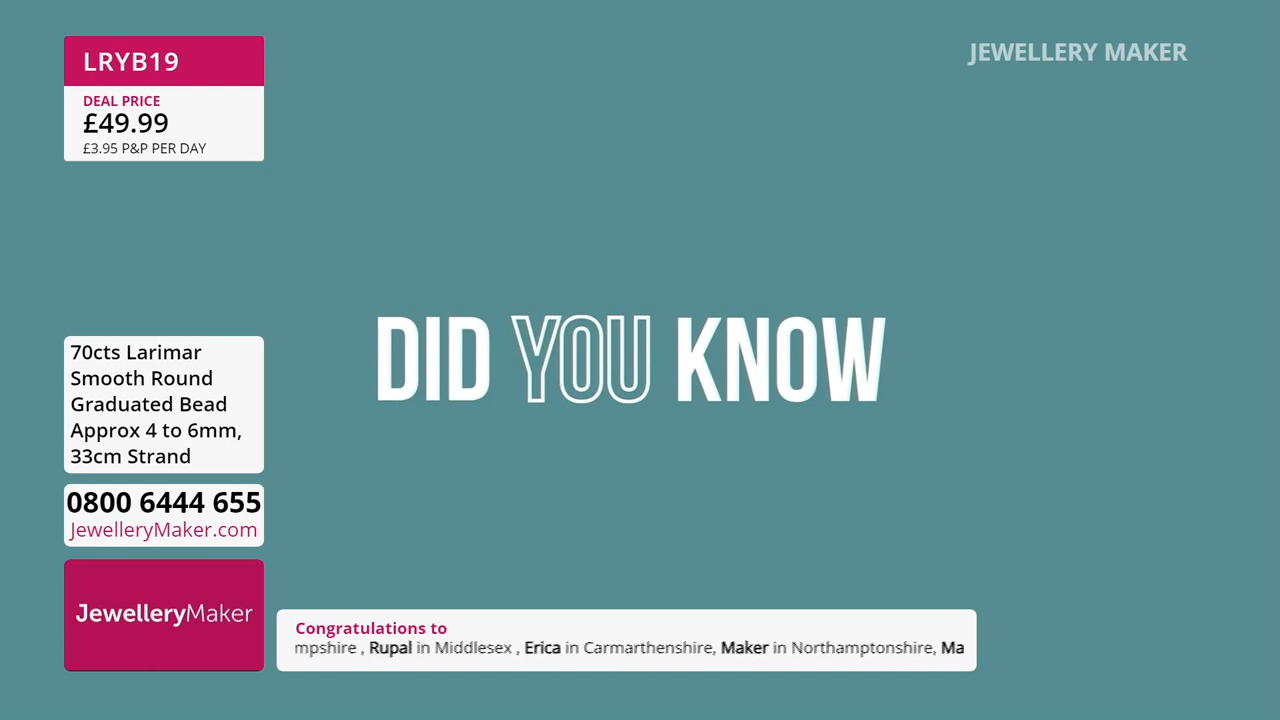 LRYB19
DEAL PRICE
£49.99
£3.95 P&P PER DAY
JEWELLERY MAKER
DID YOU KNOW
70cts Larimar
Smooth Round
Graduated Bead
Approx 4 to 6mm,
33cm Strand
0800 6444 655
JewelleryMaker.com
JewelleryMaker
Congratulations to
mpshire , Rupal in Middlesex , Erica in Carmarthenshire, Maker in Northamptonshire, Ma